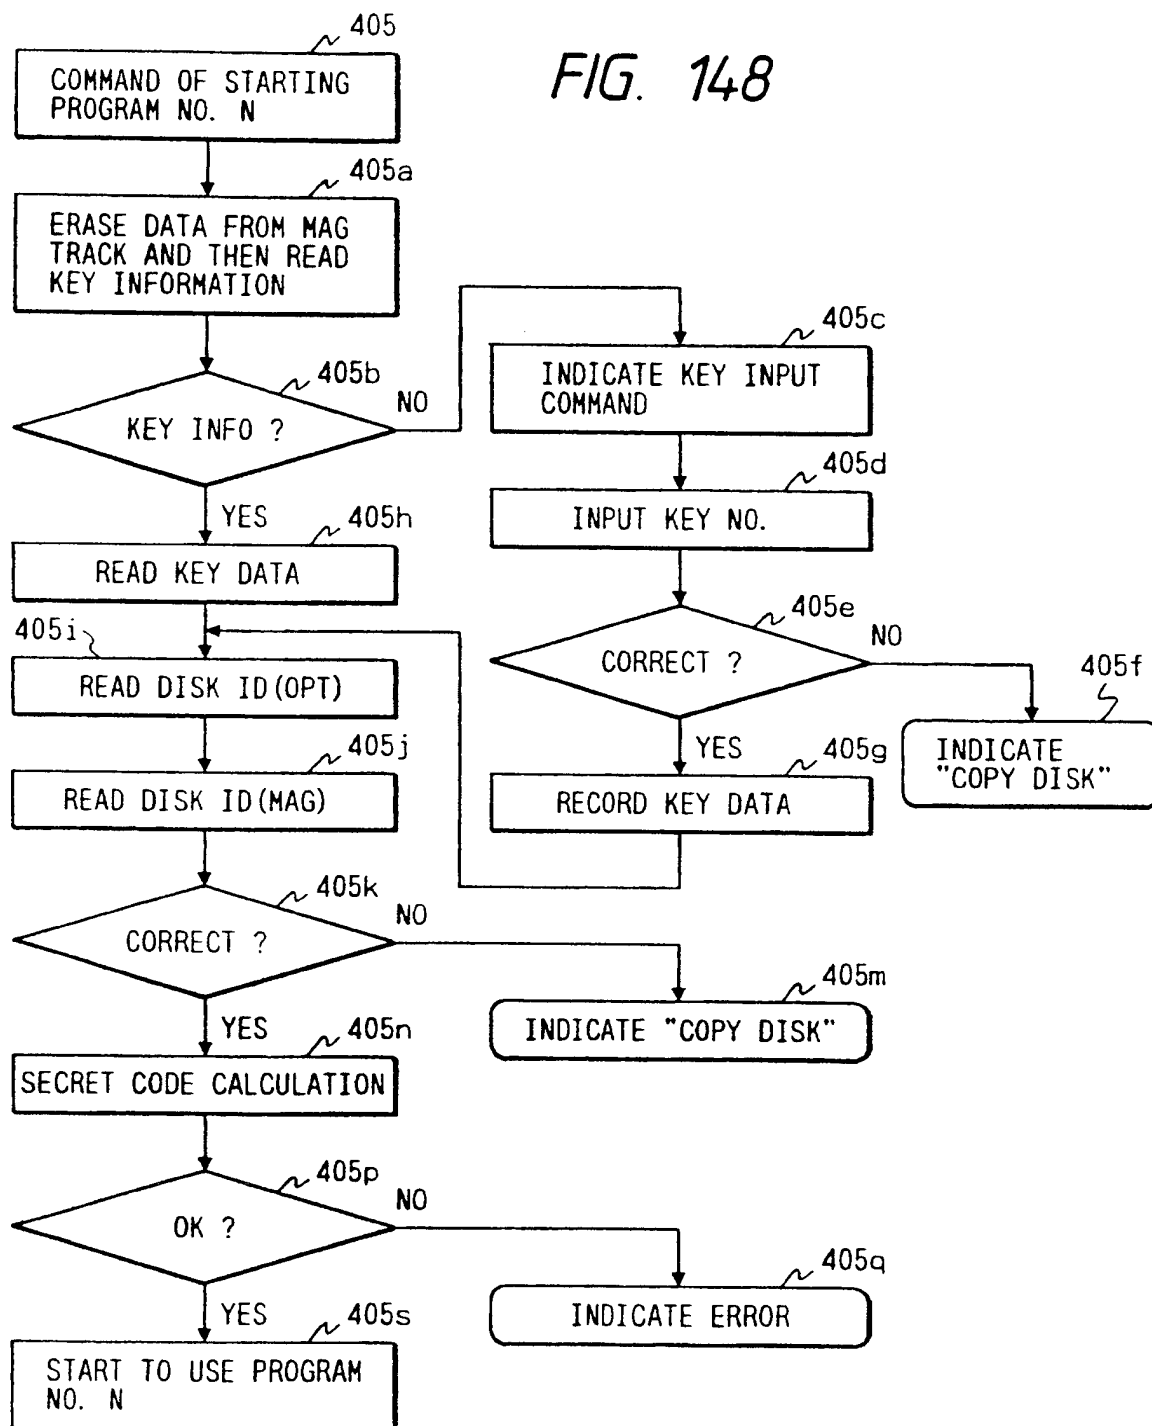 FIG. 148
405
COMMAND OF STARTING
PROGRAM NO. N
405a
ERASE DATA FROM MAG
TRACK AND THEN READ
KEY INFORMATION
405b
KEY INFO ?
NO
405c
INDICATE KEY INPUT
COMMAND
405d
INPUT KEY NO.
405e
CORRECT ?
NO
405f
INDICATE
"COPY DISK"
YES
405g
RECORD KEY DATA
YES
405h
READ KEY DATA
405i
READ DISK ID(OPT)
405j
READ DISK ID(MAG)
405k
CORRECT ?
NO
405m
INDICATE "COPY DISK"
YES
405n
SECRET CODE CALCULATION
405p
OK ?
NO
405q
INDICATE ERROR
YES
405s
START TO USE PROGRAM
NO. N